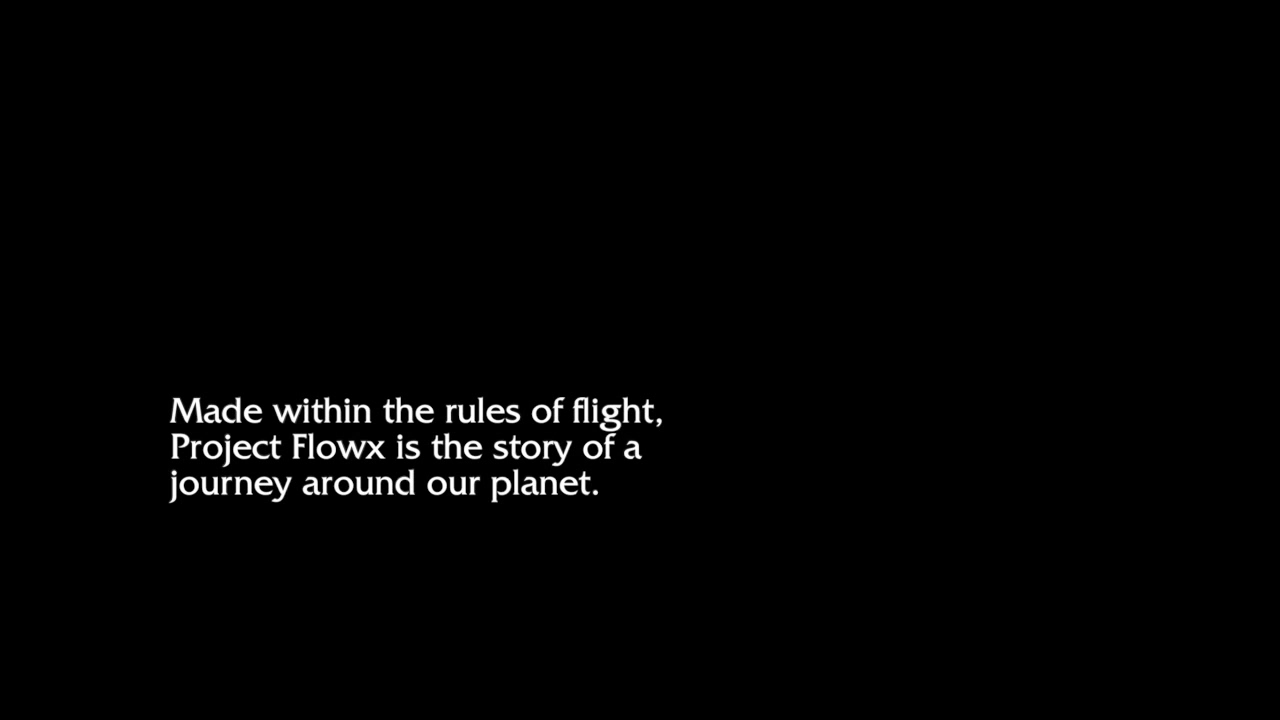 Made within the rules of flight,
Project Flowx is the story of a
journey around our planet.